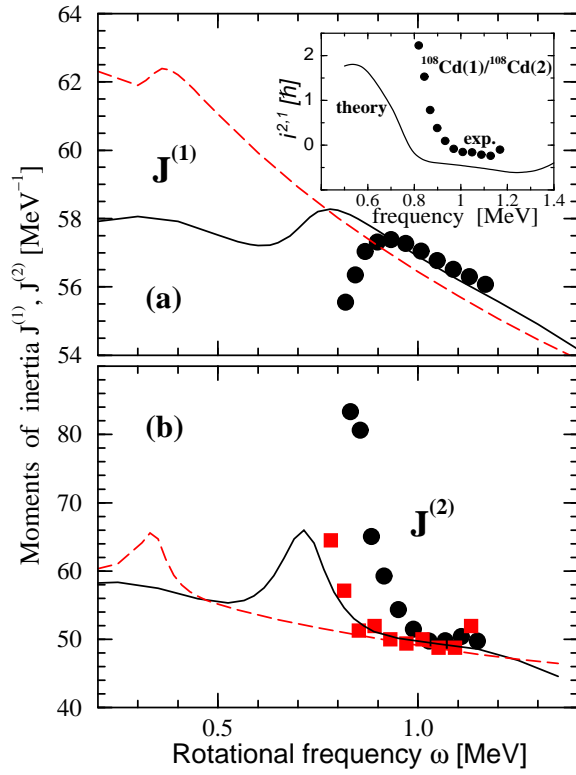 64
62
60
58
56
54
J(1)
(a)
2
1
0
i2,1 [ℏ]
108Cd(1)/108Cd(2)
theory
exp.
0.6 0.8 1 1.2 1.4
frequency [MeV]
Moments of inertia J(1), J(2) [MeV−1]
80
70
60
50
40
(b)
J(2)
0.5 1.0
Rotational frequency ω [MeV]